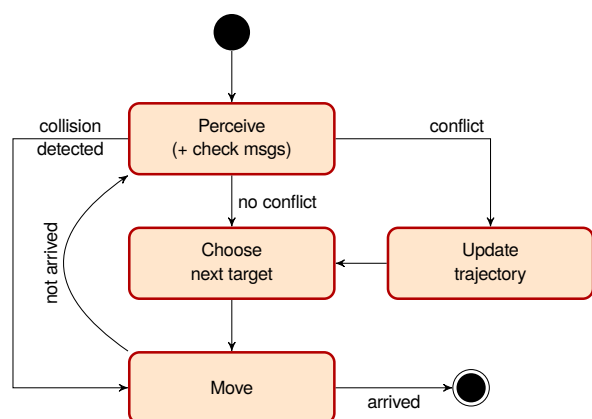 collision
detected
Perceive
(+ check msgs)
conflict
no conflict
not arrived
Choose
next target
Update
trajectory
Move
arrived